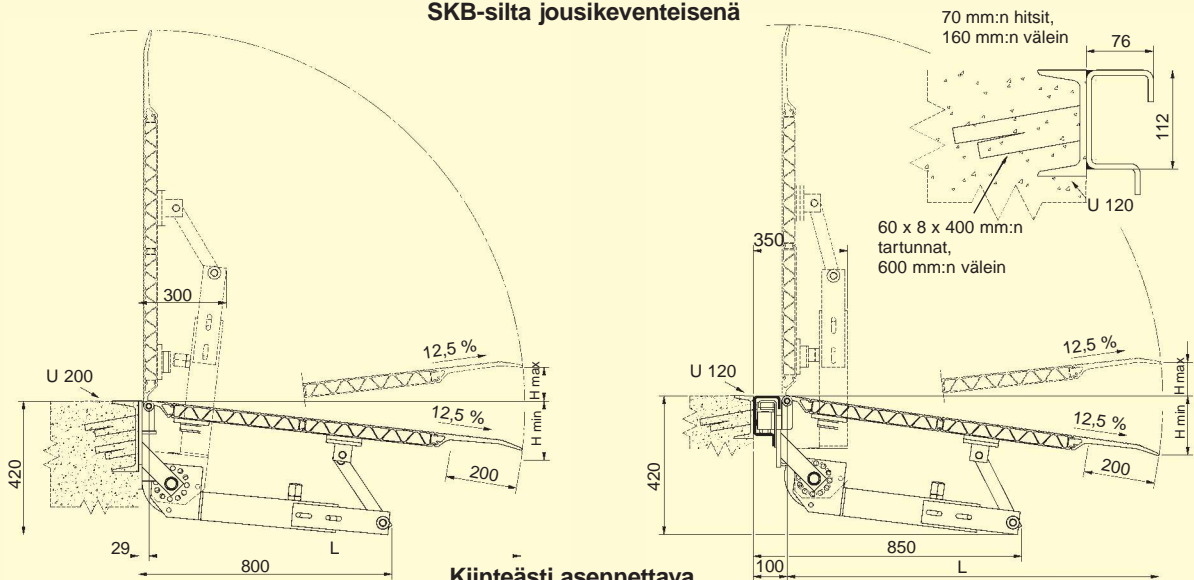 SKB-silta jousikeventeisenä
70 mm:n hitsit,
160 mm:n välein
76
112
U 120
60 x 8 x 400 mm:n
tartunnat,
600 mm:n välein
300
12,5 %
H max
U 200
12,5 %
H min
420
200
29
L
800
350
12,5 %
H max
U 120
12,5 %
H min
420
200
850
100
L
Kiinteästi asennettava